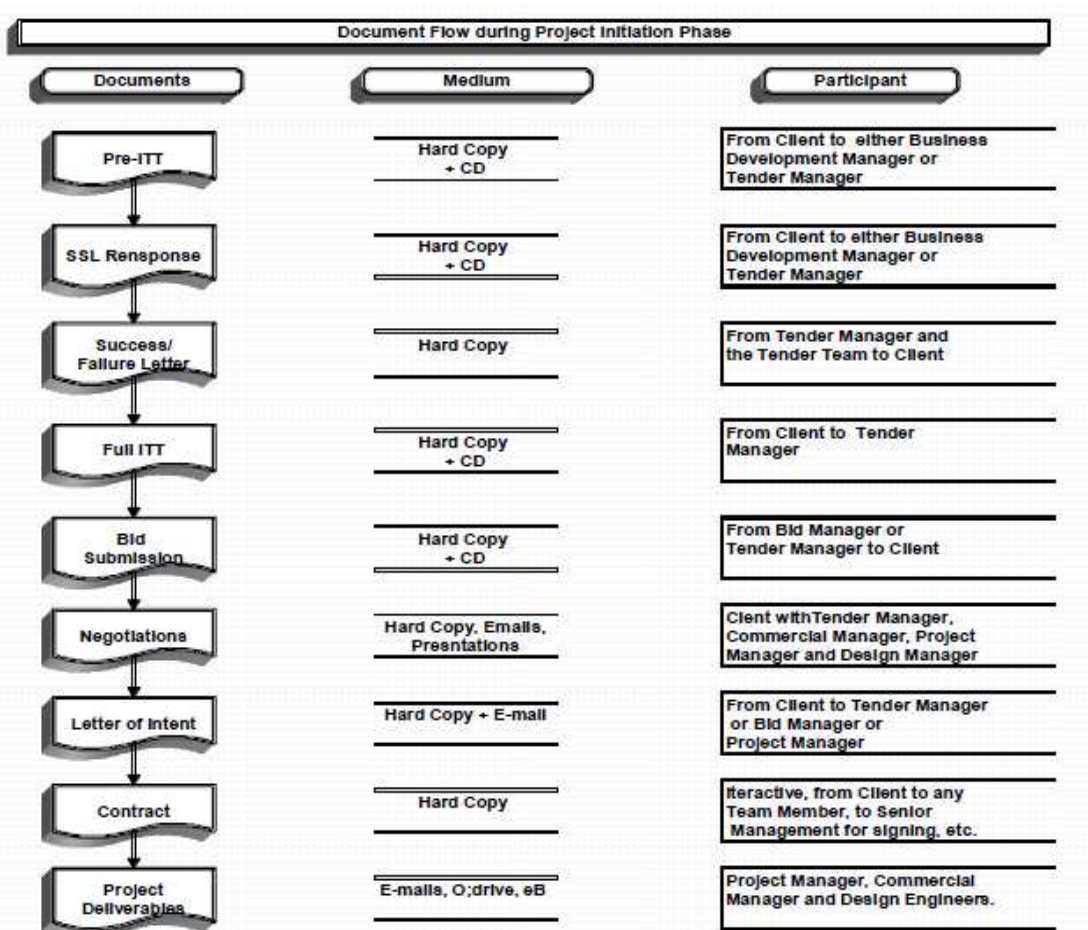 Document Flow during Project Initiation Phase
Documents
Medium
Participant
Pre-ITT
Hard Copy
+ CD
From Client to either Business
Development Manager or
Tender Manager
SSL Rensponse
Hard Copy
+ CD
From Client to either Business
Development Manager or
Tender Manager
Success/
Failure Letter
Hard Copy
From Tender Manager and
the Tender Team to Client
Full ITT
Hard Copy
+ CD
From Client to Tender
Manager
Bid
Submission
Hard Copy
+ CD
From Bid Manager or
Tender Manager to Client
Negotiations
Hard Copy, Emails,
Presntations
Cient withTender Manager,
Commercial Manager, Project
Manager and Design Manager
Letter of Intent
Hard Copy + E-mail
From Client to Tender Manager
or Bid Manager or
Project Manager
Contract
Hard Copy
Iteractive, from Client to any
Team Member, to Senior
Management for signing, etc.
Project
Deliverables
E-mails, O;drive, eB
Project Manager, Commercial
Manager and Design Engineers.